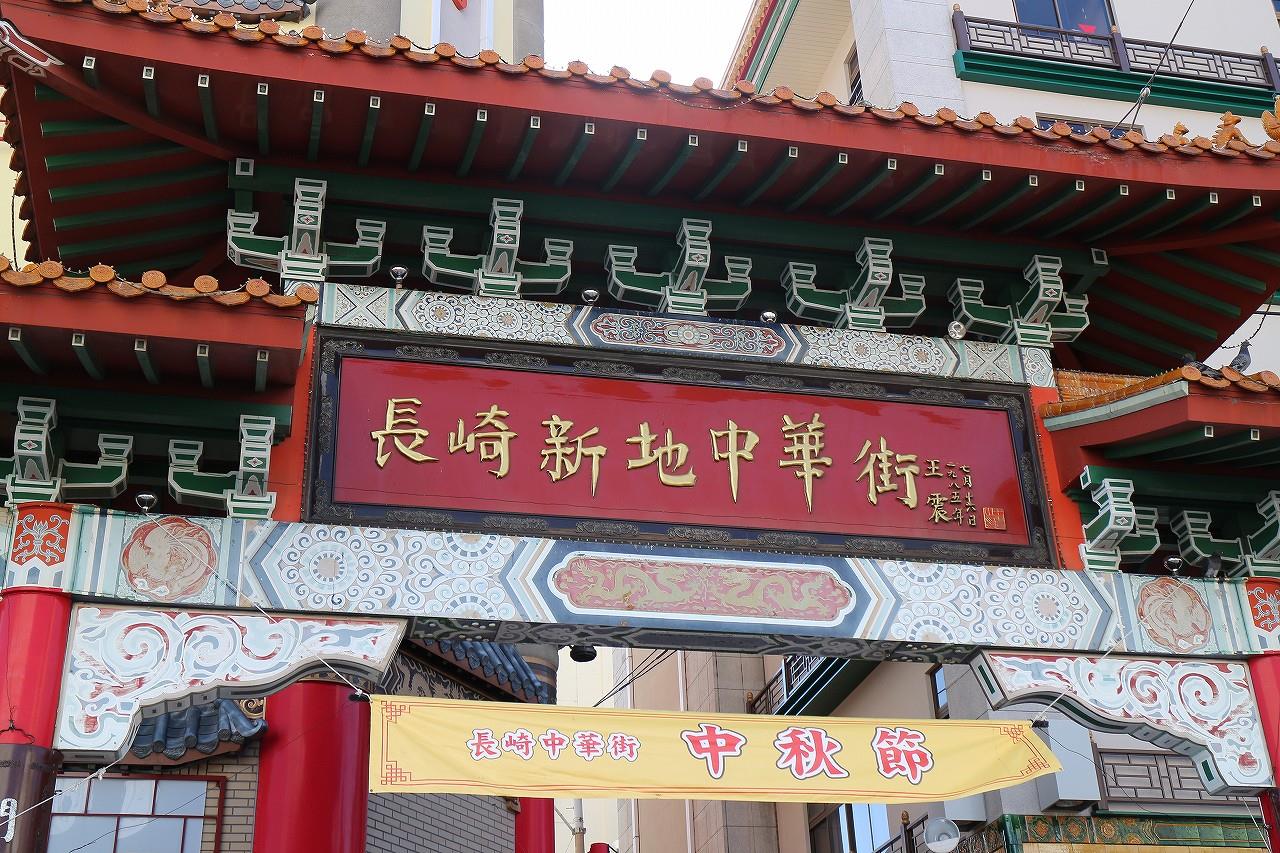 長崎新地中華街
王震
一九八五年
七月十六日
長崎中華街 中秋節